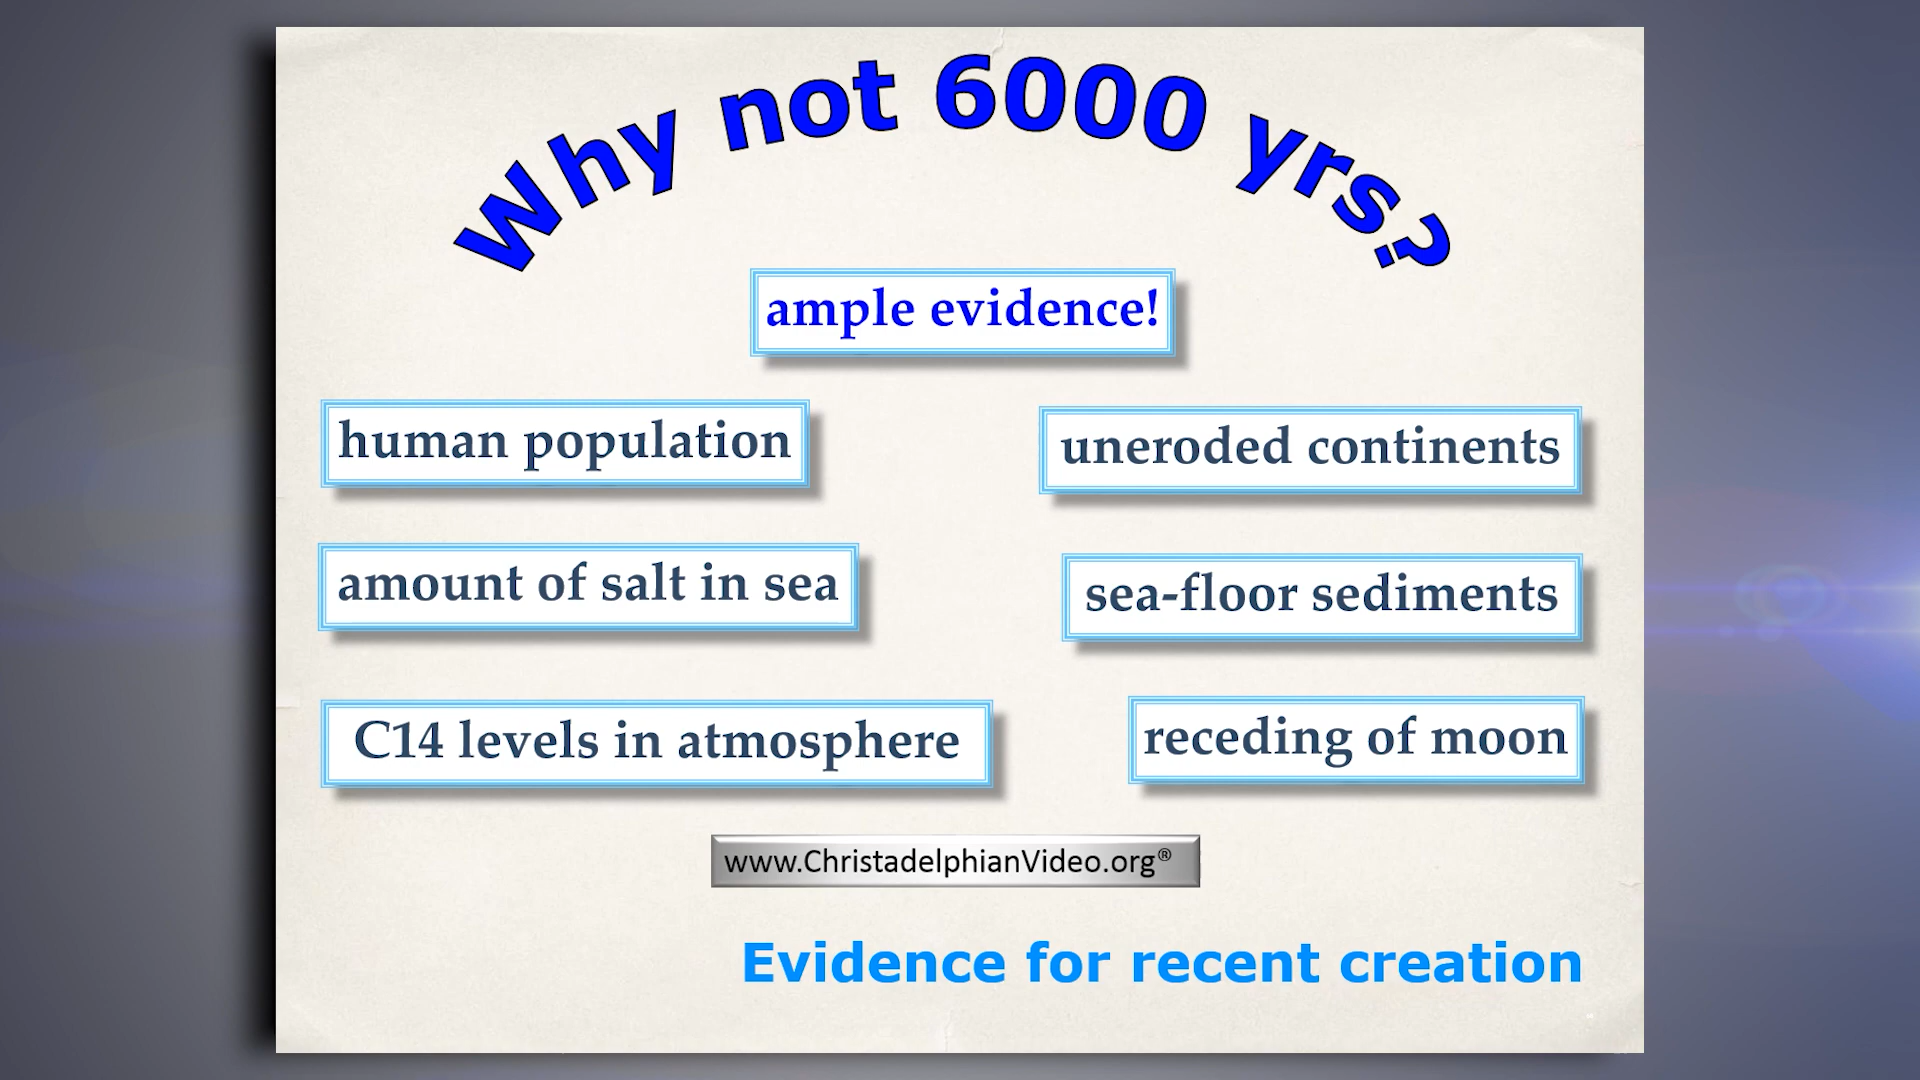 Why not 6000 yrs?
ample evidence!
human population
uneroded continents
amount of salt in sea
sea-floor sediments
C14 levels in atmosphere
receding of moon
www.ChristadelphianVideo.org®
Evidence for recent creation